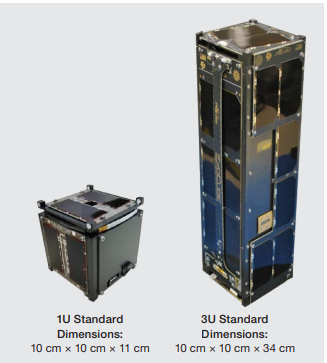 1U Standard
Dimensions:
10 cm × 10 cm × 11 cm
3U Standard
Dimensions:
10 cm × 10 cm × 34 cm